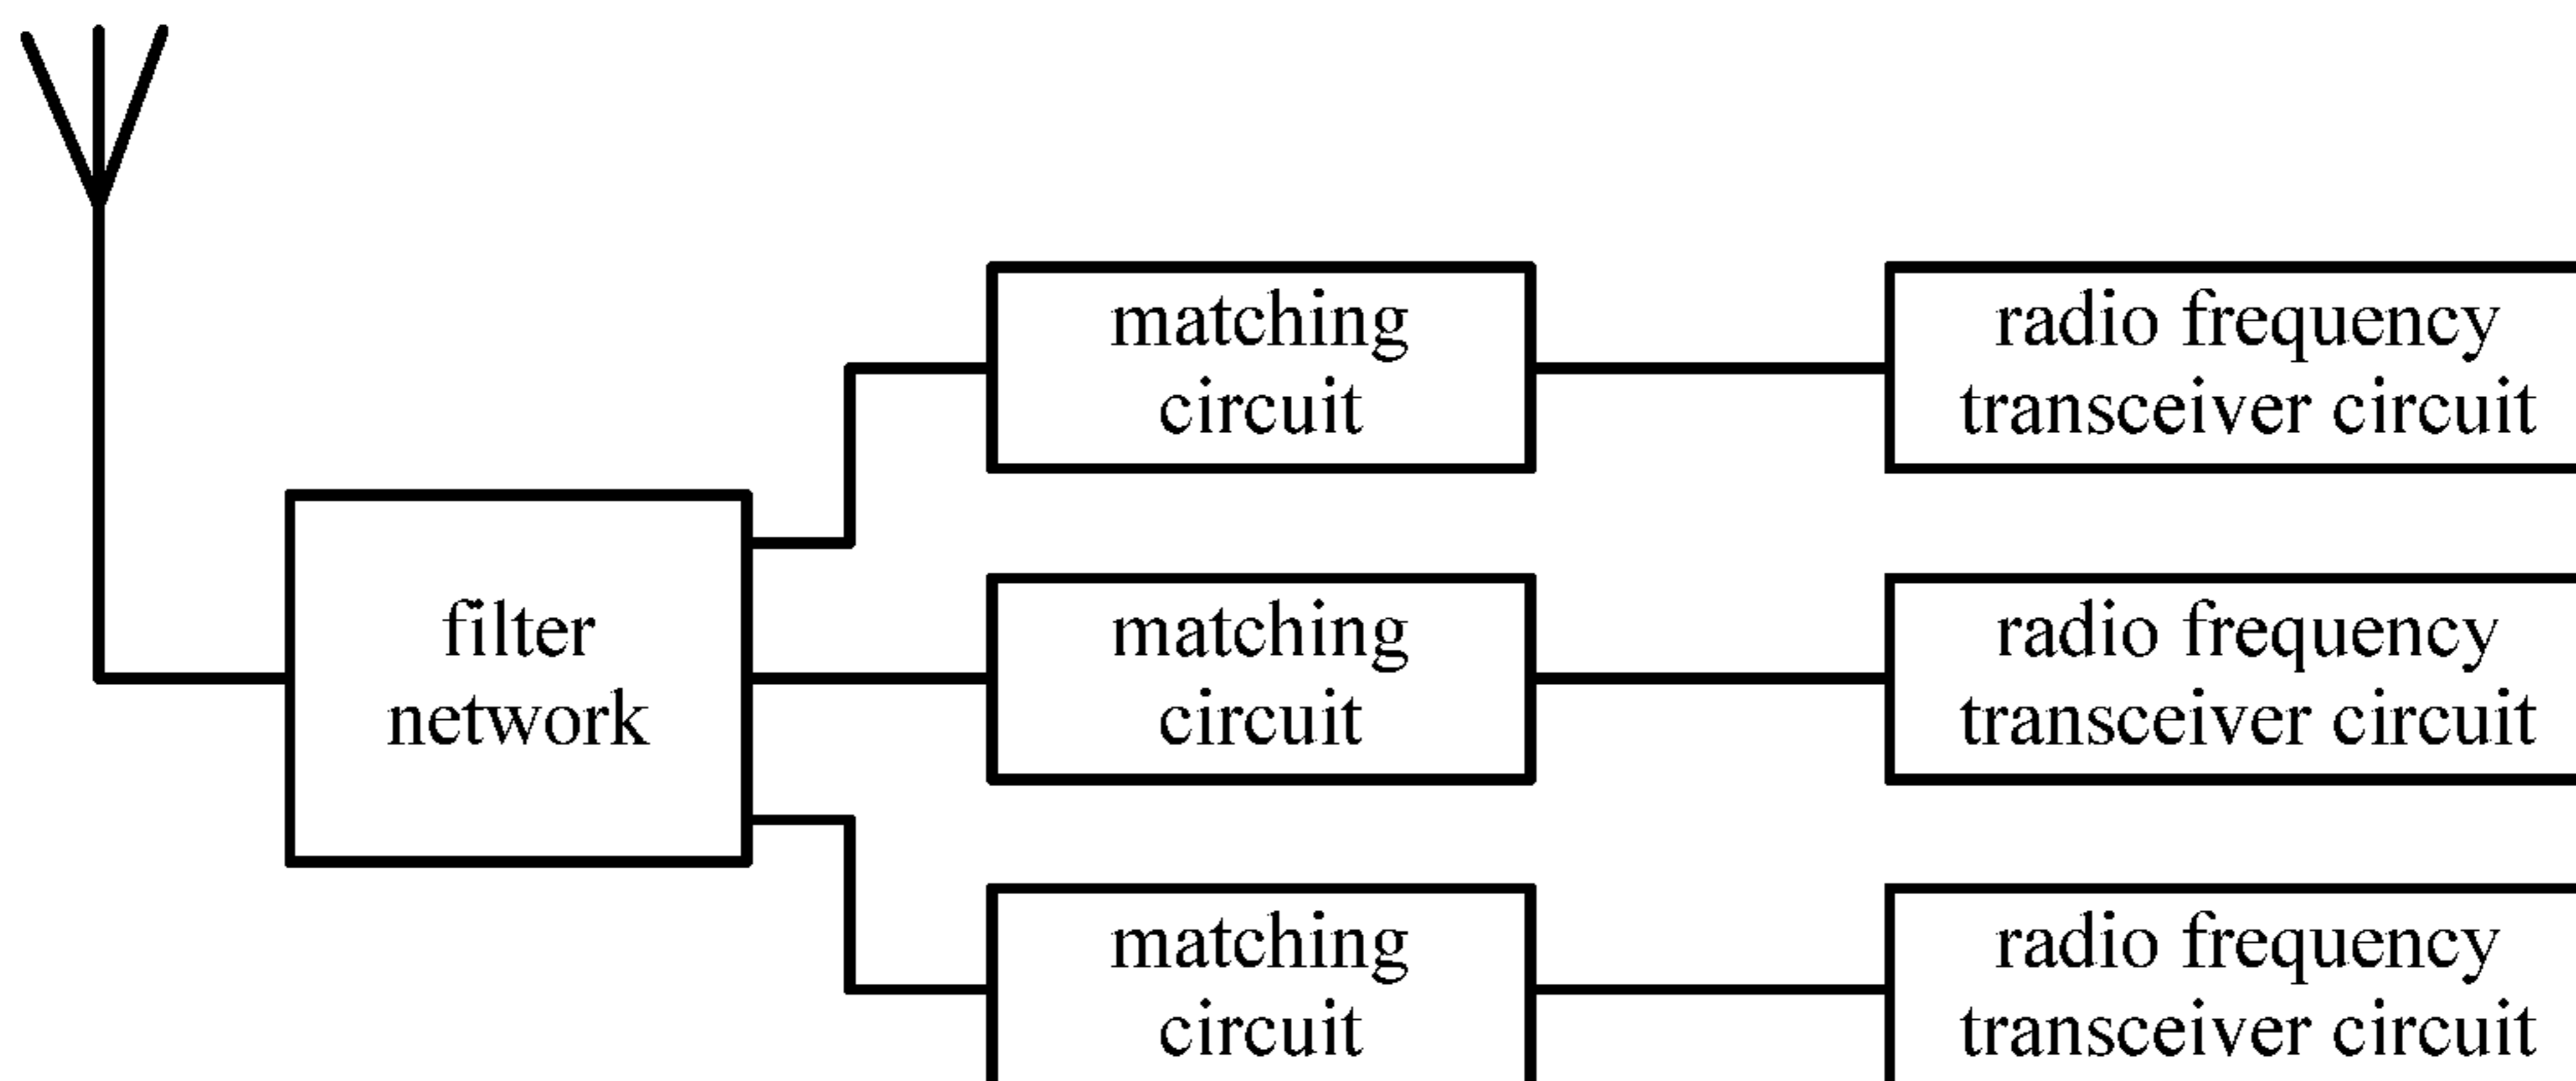 matching
circuit
radio frequency
transceiver circuit
filter
network
matching
circuit
radio frequency
transceiver circuit
matching
circuit
radio frequency
transceiver circuit